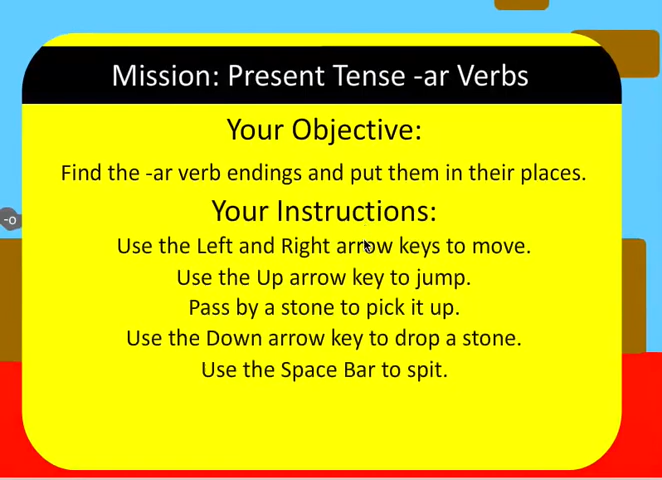 Mission: Present Tense -ar Verbs
Your Objective:
Find the -ar verb endings and put them in their places.
Your Instructions:
-o
Use the Left and Right arrow keys to move.
Use the Up arrow key to jump.
Pass by a stone to pick it up.
Use the Down arrow key to drop a stone.
Use the Space Bar to spit.